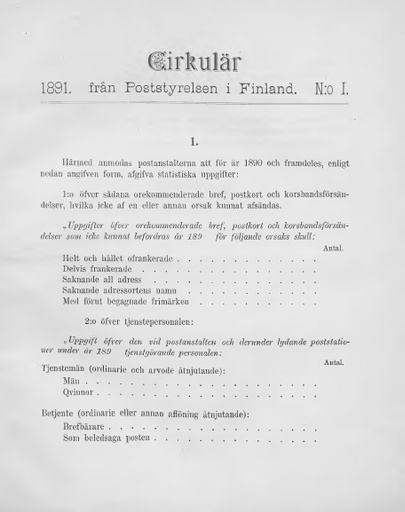 Cirkulär
1891. från Poststyrelsen i Finland. N:o I.
1.
Härmed anmodas postanstalterna att för år 1890 och framdeles, enligt
nedan angifven form, afgifva statistiska uppgifter:
1:o öfver sådana orekommenderade bref, postkort och korsbandsförsän-
delser, hvilka icke af en eller annan orsak kunnat afsändas.
„Uppgifter öfver orekommenderade bref, postkort och korsbandsförsän-
delser som icke kunnat befordras år 189 för följande orsaks skull:
Antal.
Helt och hållet ofrankerade . . . . . . . . . . . .
Delvis frankerade . . . . . . . . . . . . . . .
Saknande all adress . . . . . . . . . . . . . .
Saknande adressortens namn . . . . . . . . . . .
Med förut begagnade frimärken . . . . . . . . . .
2:o öfver tjenstepersonalen:
„Uppgift öfver den vid postanstalten och derunder lydande poststatio-
ner under år 189 tjenstgörande personalen:
Antal.
Tjenstemän (ordinarie och arvode åtnjutande):
Män . . . . . . . . . . . . . . . . . . . .
Qvinnor . . . . . . . . . . . . . . . . . . .
Betjente (ordinarie eller annan aflöning åtnjutande):
Brefbärare . . . . . . . . . . . . . . . . . .
Som beledsaga posten . . . . . . . . . . . . . .